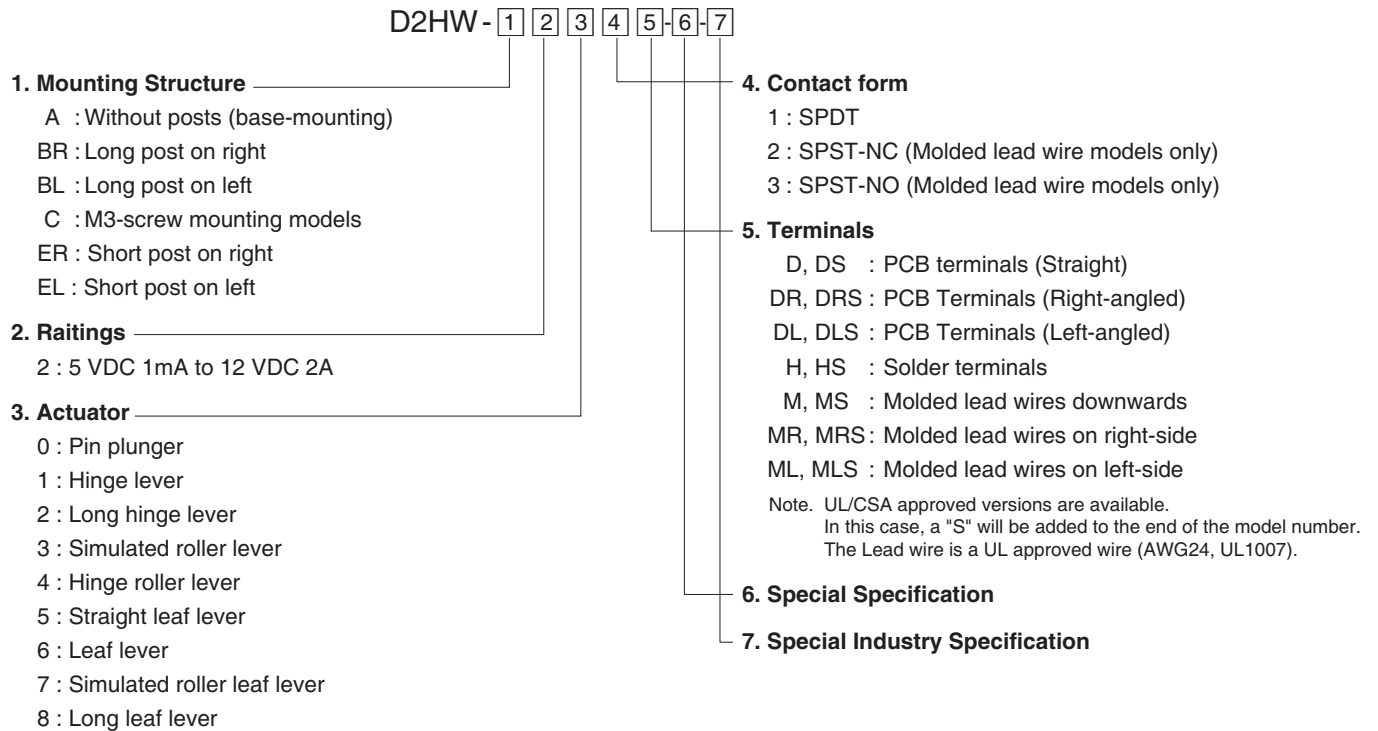 D2HW - 1 2 3 4 5 - 6 - 7
1. Mounting Structure
A : Without posts (base-mounting)
BR : Long post on right
BL : Long post on left
C : M3-screw mounting models
ER : Short post on right
EL : Short post on left
2. Raitings
2 : 5 VDC 1mA to 12 VDC 2A
3. Actuator
0 : Pin plunger
1 : Hinge lever
2 : Long hinge lever
3 : Simulated roller lever
4 : Hinge roller lever
5 : Straight leaf lever
6 : Leaf lever
7 : Simulated roller leaf lever
8 : Long leaf lever
4. Contact form
1 : SPDT
2 : SPST-NC (Molded lead wire models only)
3 : SPST-NO (Molded lead wire models only)
5. Terminals
D, DS : PCB terminals (Straight)
DR, DRS : PCB Terminals (Right-angled)
DL, DLS : PCB Terminals (Left-angled)
H, HS : Solder terminals
M, MS : Molded lead wires downwards
MR, MRS : Molded lead wires on right-side
ML, MLS : Molded lead wires on left-side
Note. UL/CSA approved versions are available.
In this case, a "S" will be added to the end of the model number.
The Lead wire is a UL approved wire (AWG24, UL1007).
6. Special Specification
7. Special Industry Specification